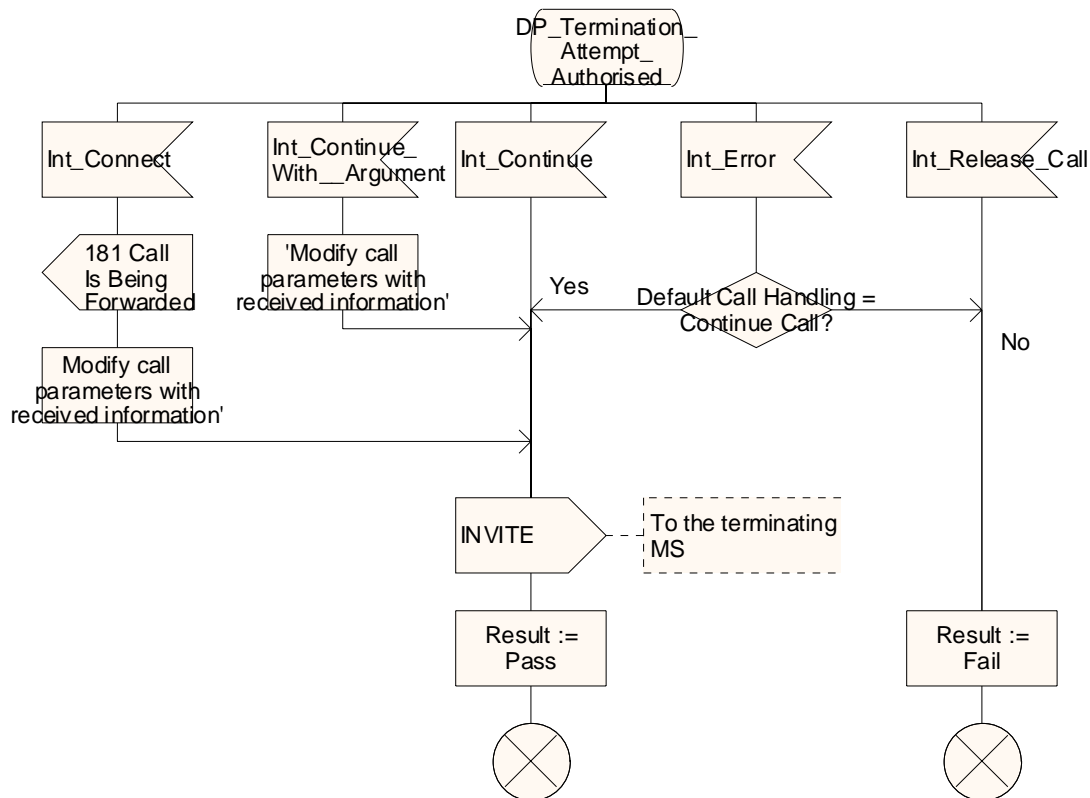 DP_Termination_
Attempt_
Authorised
Int_Connect
Int_Continue_
With__Argument
Int_Continue
Int_Error
Int_Release_Call
181 Call
Is Being
Forwarded
'Modify call
parameters with
received information'
Yes
Default Call Handling =
Continue Call?
No
Modify call
parameters with
received information'
INVITE
To the terminating
MS
Result :=
Pass
Result :=
Fail